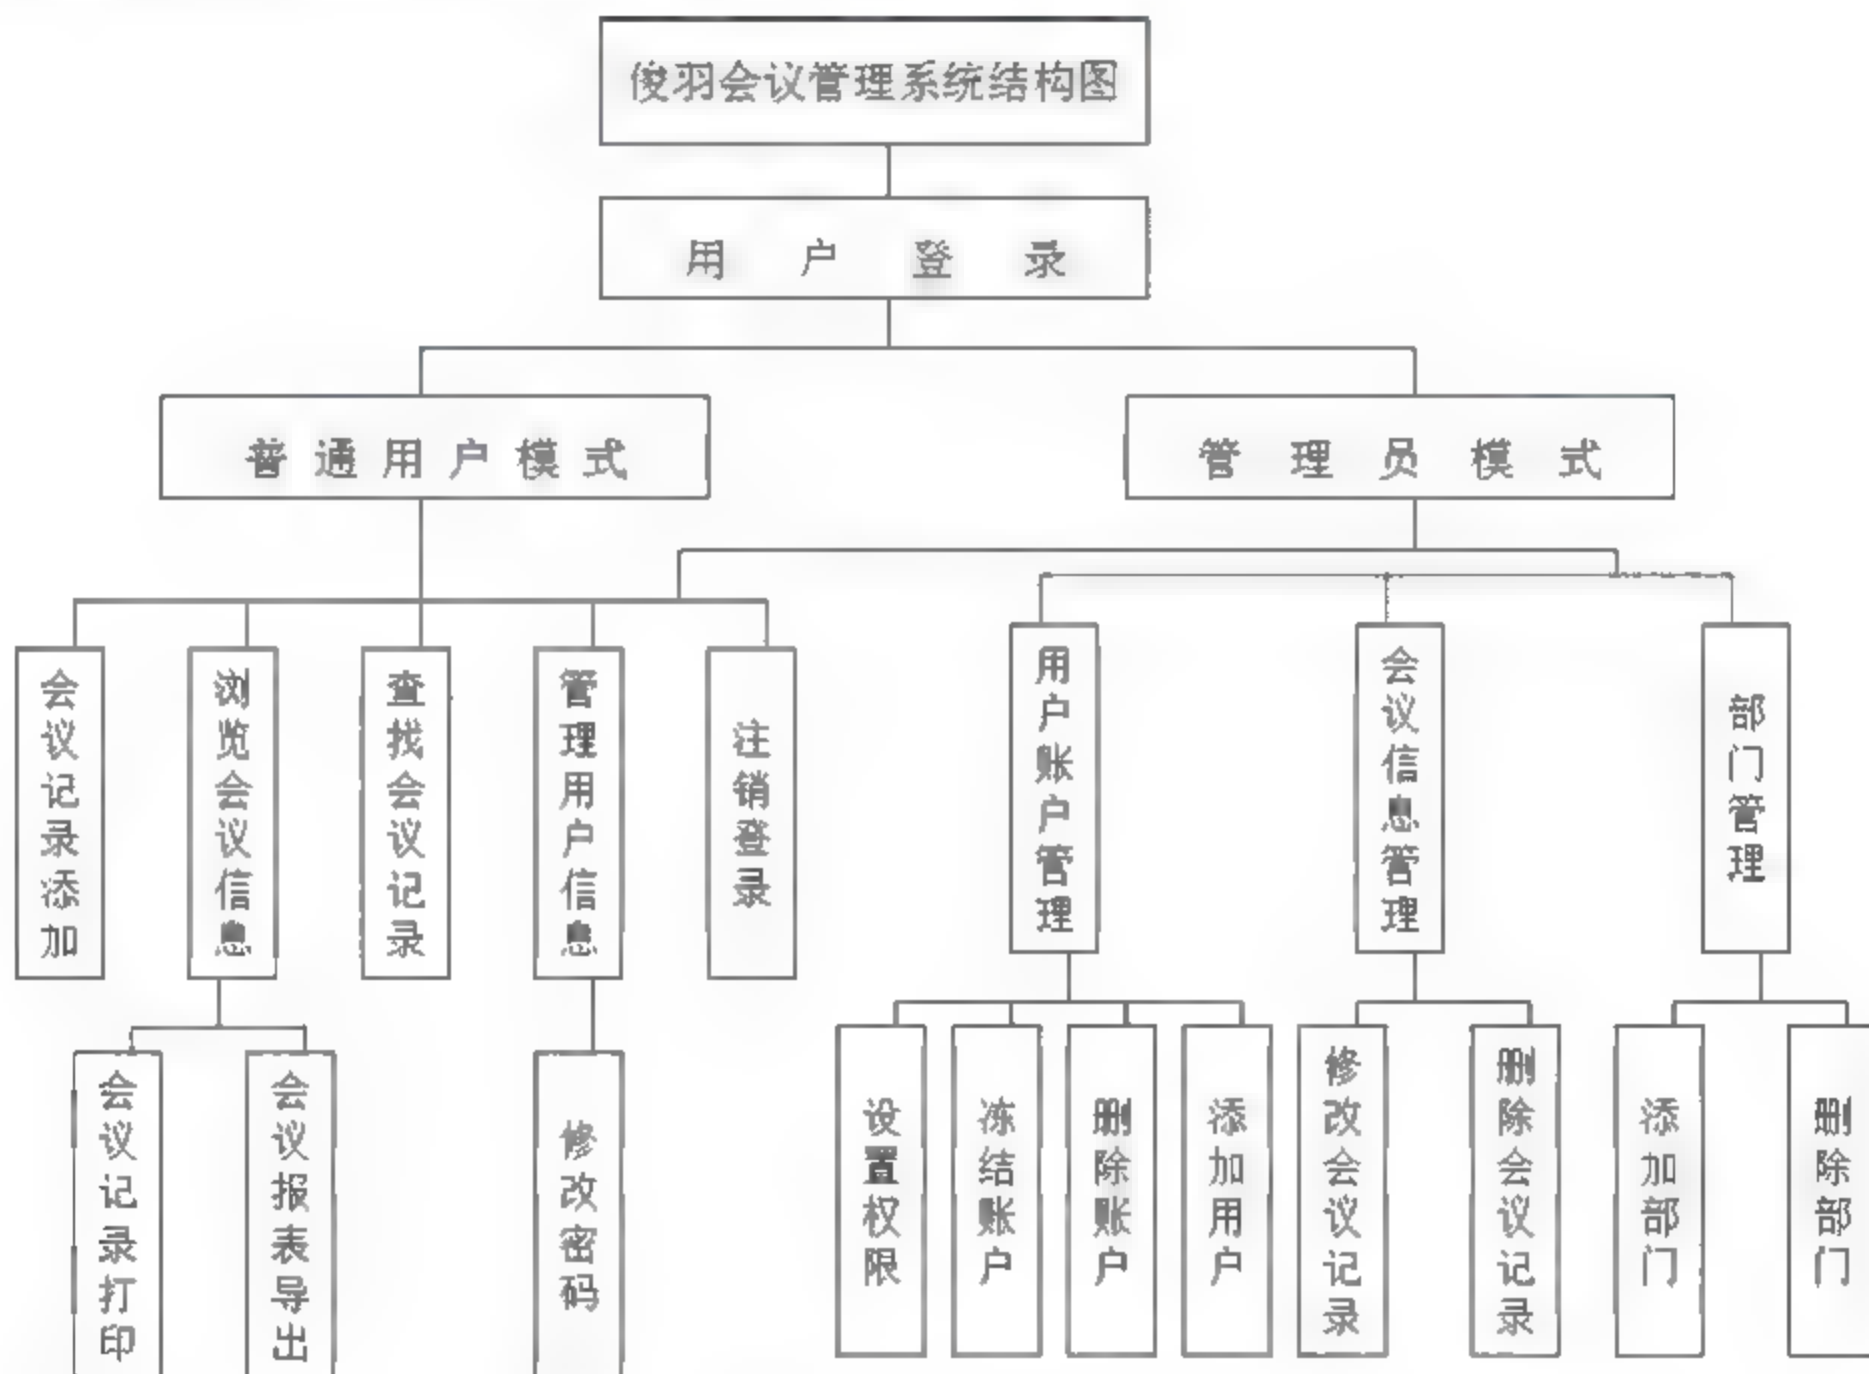 俊羽会议管理系统结构图
用户登录
普通用户模式
管理员模式
会议记录添加
浏览会议信息
查找会议记录
管理用户信息
注销登录
用户账户管理
会议信息管理
部门管理
会议记录打印
会议报表导出
修改密码
设置权限
冻结账户
删除账户
添加用户
修改会议记录
删除会议记录
添加部门
删除部门